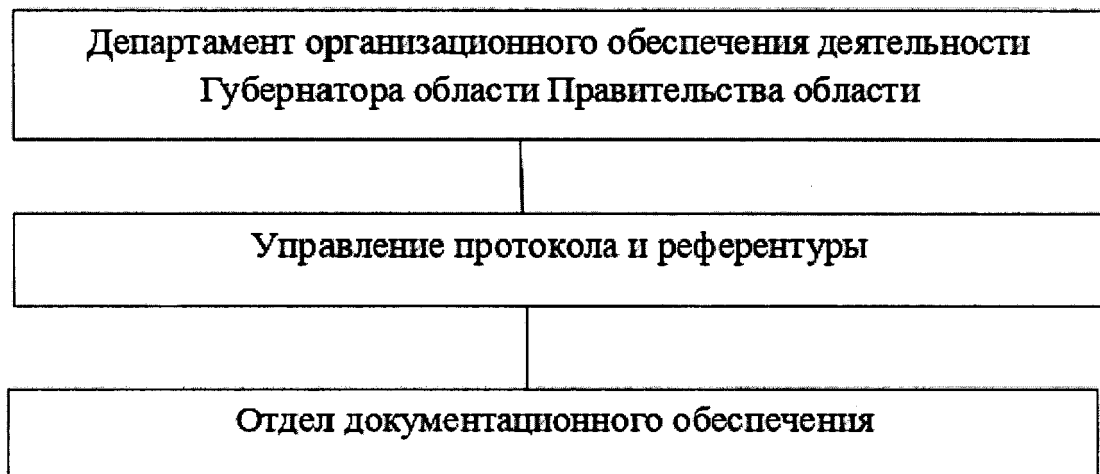 Департамент организационного обеспечения деятельности
Губернатора области Правительства области
Управление протокола и референтуры
Отдел документационного обеспечения